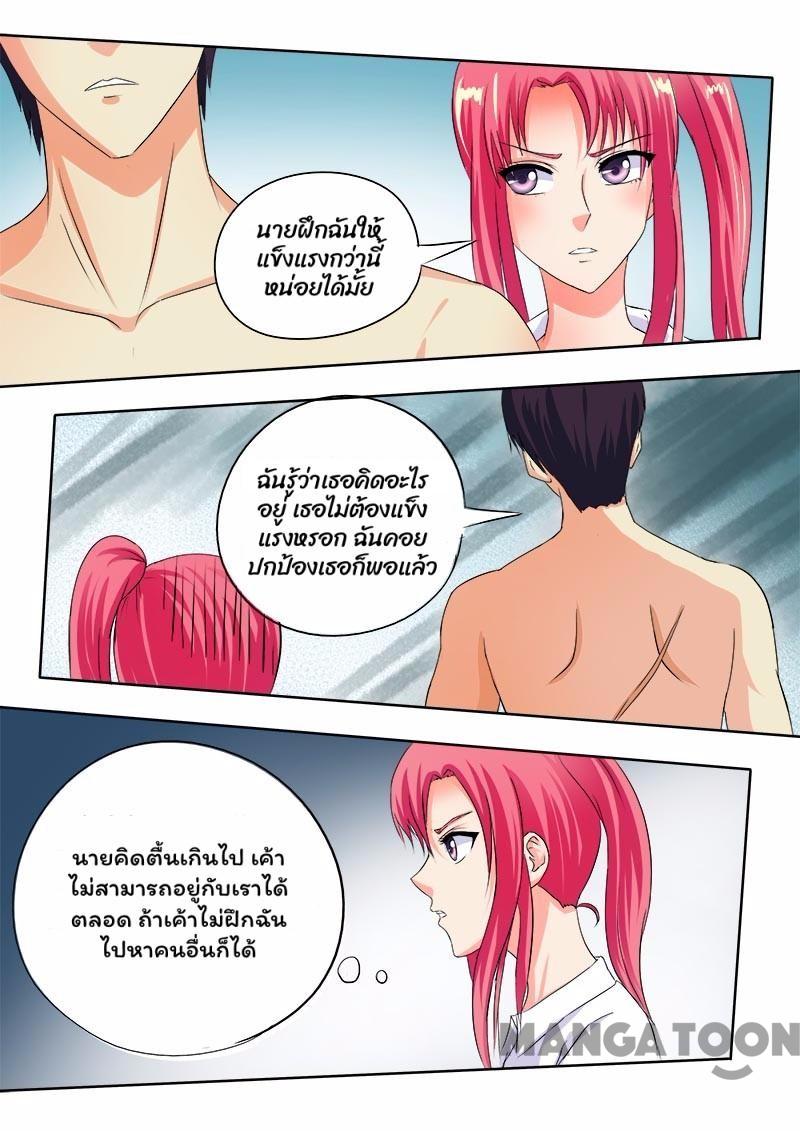 นายฝึกฉันให้
แข็งแรงกว่านี้
หน่อยได้มั้ย
ฉันรู้ว่าเธอคิดอะไร
อยู่ เธอไม่ต้องแข็ง
แรงหรอก ฉันคอย
ปกป้องเธอก็พอแล้ว
นายคิดตื้นเกินไป เค้า
ไม่สามารถอยู่กับเราได้
ตลอด ถ้าเค้าไม่ฝึกฉัน
ไปหาคนอื่นก็ได้
MANGATOON